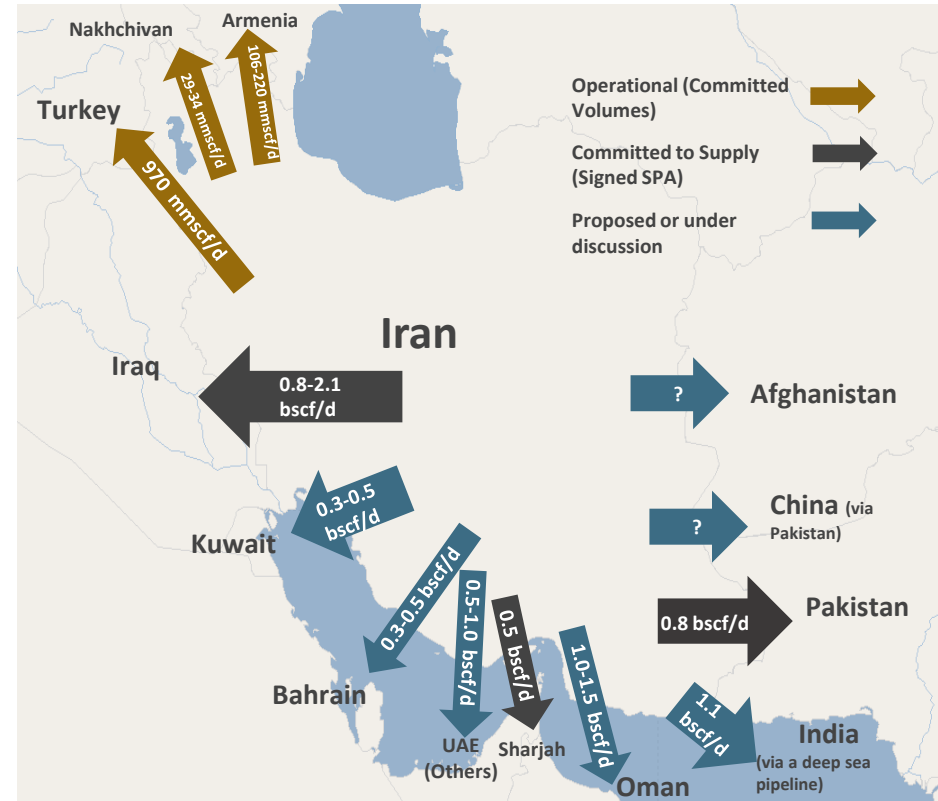 Nakhchivan
Armenia
Turkey
29-34 mmscf/d
106-220 mmscf/d
970 mmscf/d
Operational (Committed
Volumes)
Committed to Supply
(Signed SPA)
Proposed or under
discussion
Iran
Iraq
0.8-2.1
bscf/d
?
Afghanistan
Kuwait
0.3-0.5
bscf/d
?
China (via
Pakistan)
0.8 bscf/d
Pakistan
Bahrain
0.3-0.5 bscf/d
0.5-1.0 bscf/d
0.5 bscf/d
1.0-1.5 bscf/d
1.1
bscf/d
UAE
(Others)
Sharjah
Oman
India
(via a deep sea
pipeline)